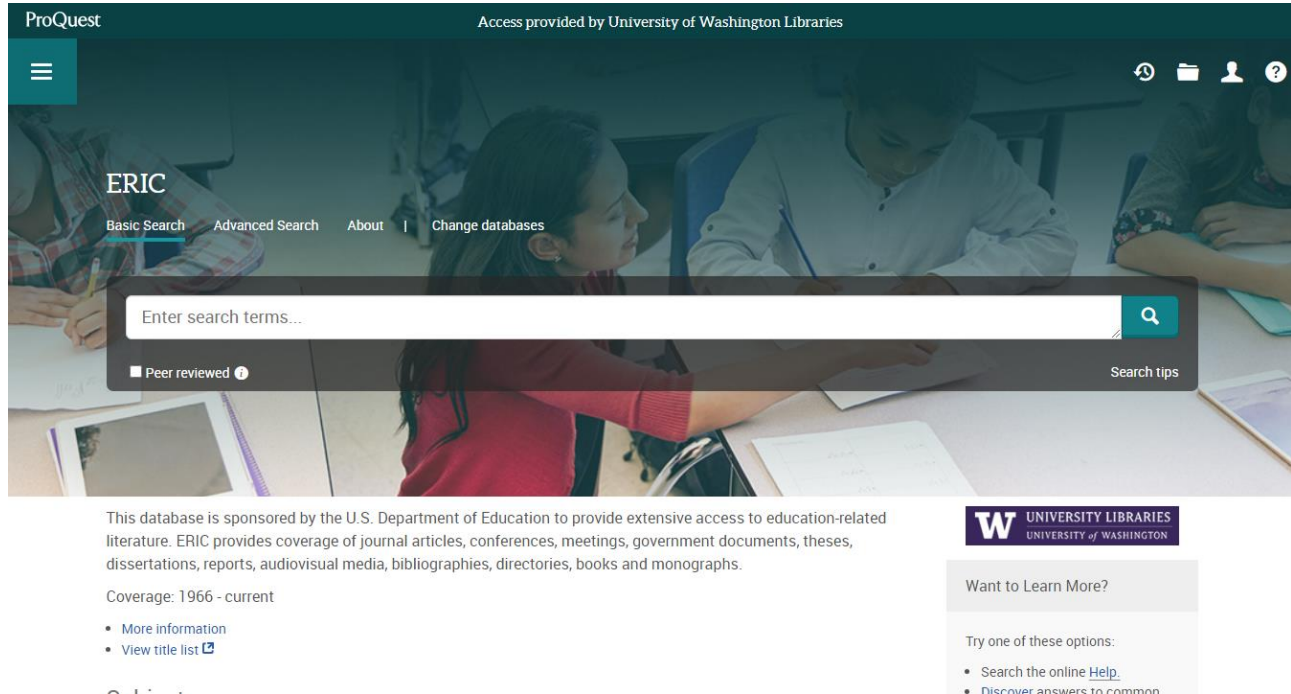 ProQuest
Access provided by University of Washington Libraries
ERIC
Basic Search Advanced Search About | Change databases
Enter search terms...
Peer reviewed
Search tips
This database is sponsored by the U.S. Department of Education to provide extensive access to education-related
literature. ERIC provides coverage of journal articles, conferences, meetings, government documents, theses,
dissertations, reports, audiovisual media, bibliographies, directories, books and monographs.
Coverage: 1966 - current
• More information
• View title list
W UNIVERSITY LIBRARIES
UNIVERSITY of WASHINGTON
Want to Learn More?
Try one of these options:
• Search the online Help.
• Discover answers to common